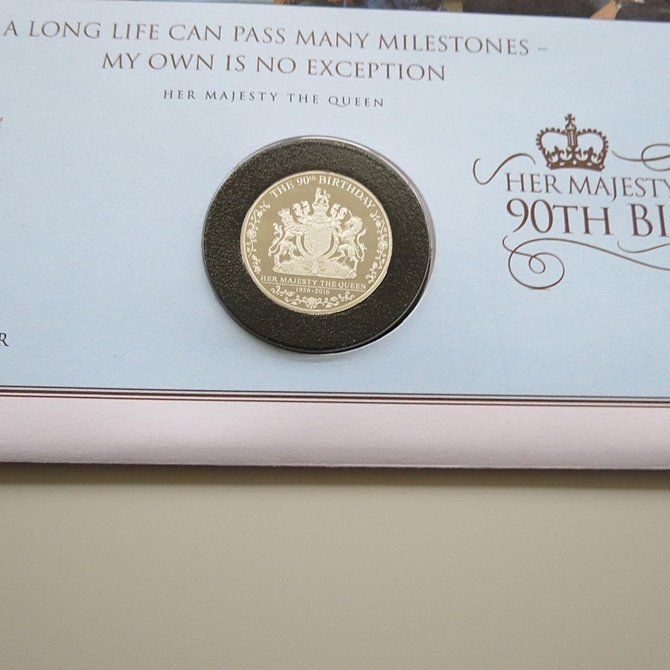 A LONG LIFE CAN PASS MANY MILESTONES –
MY OWN IS NO EXCEPTION
HER MAJESTY THE QUEEN
THE 90th BIRTHDAY
HER MAJESTY THE QUEEN
1926-2016
HER MAJESTY
90TH BI
R